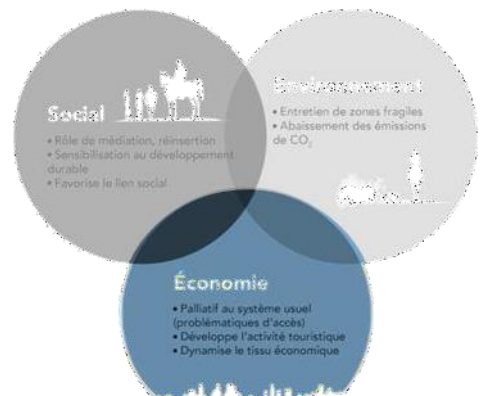 Social
• Rôle de médiation, réinsertion
• Sensibilisation au développement
durable
• Favorise le lien social
Environnement
• Entretien de zones fragiles
• Abaissement des émissions
de CO₂
Économie
• Palliatif au système usuel
(problématiques d'accès)
• Développe l'activité touristique
• Dynamise le tissu économique